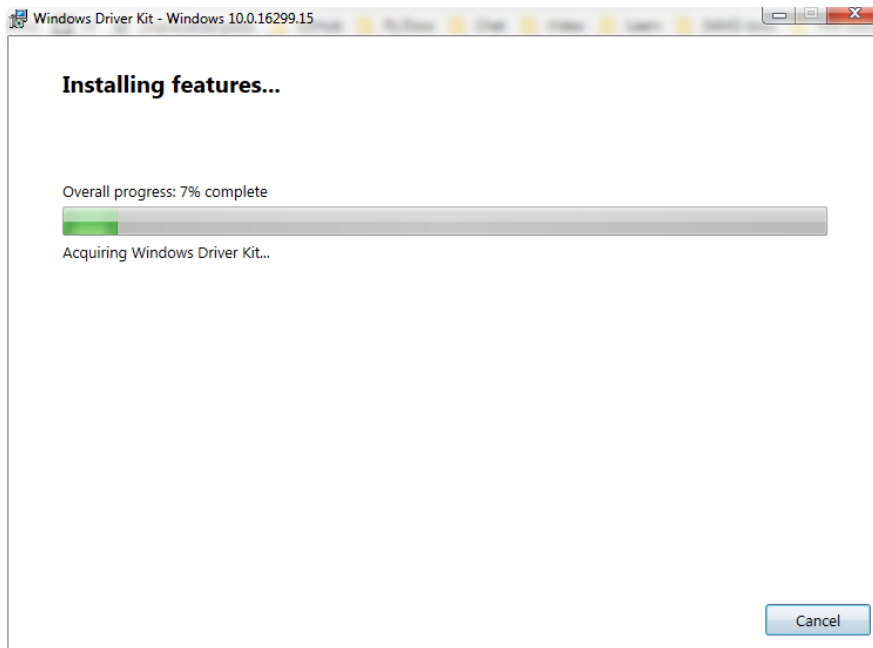 Windows Driver Kit - Windows 10.0.16299.15
Installing features...
Overall progress: 7% complete
Acquiring Windows Driver Kit...
Cancel